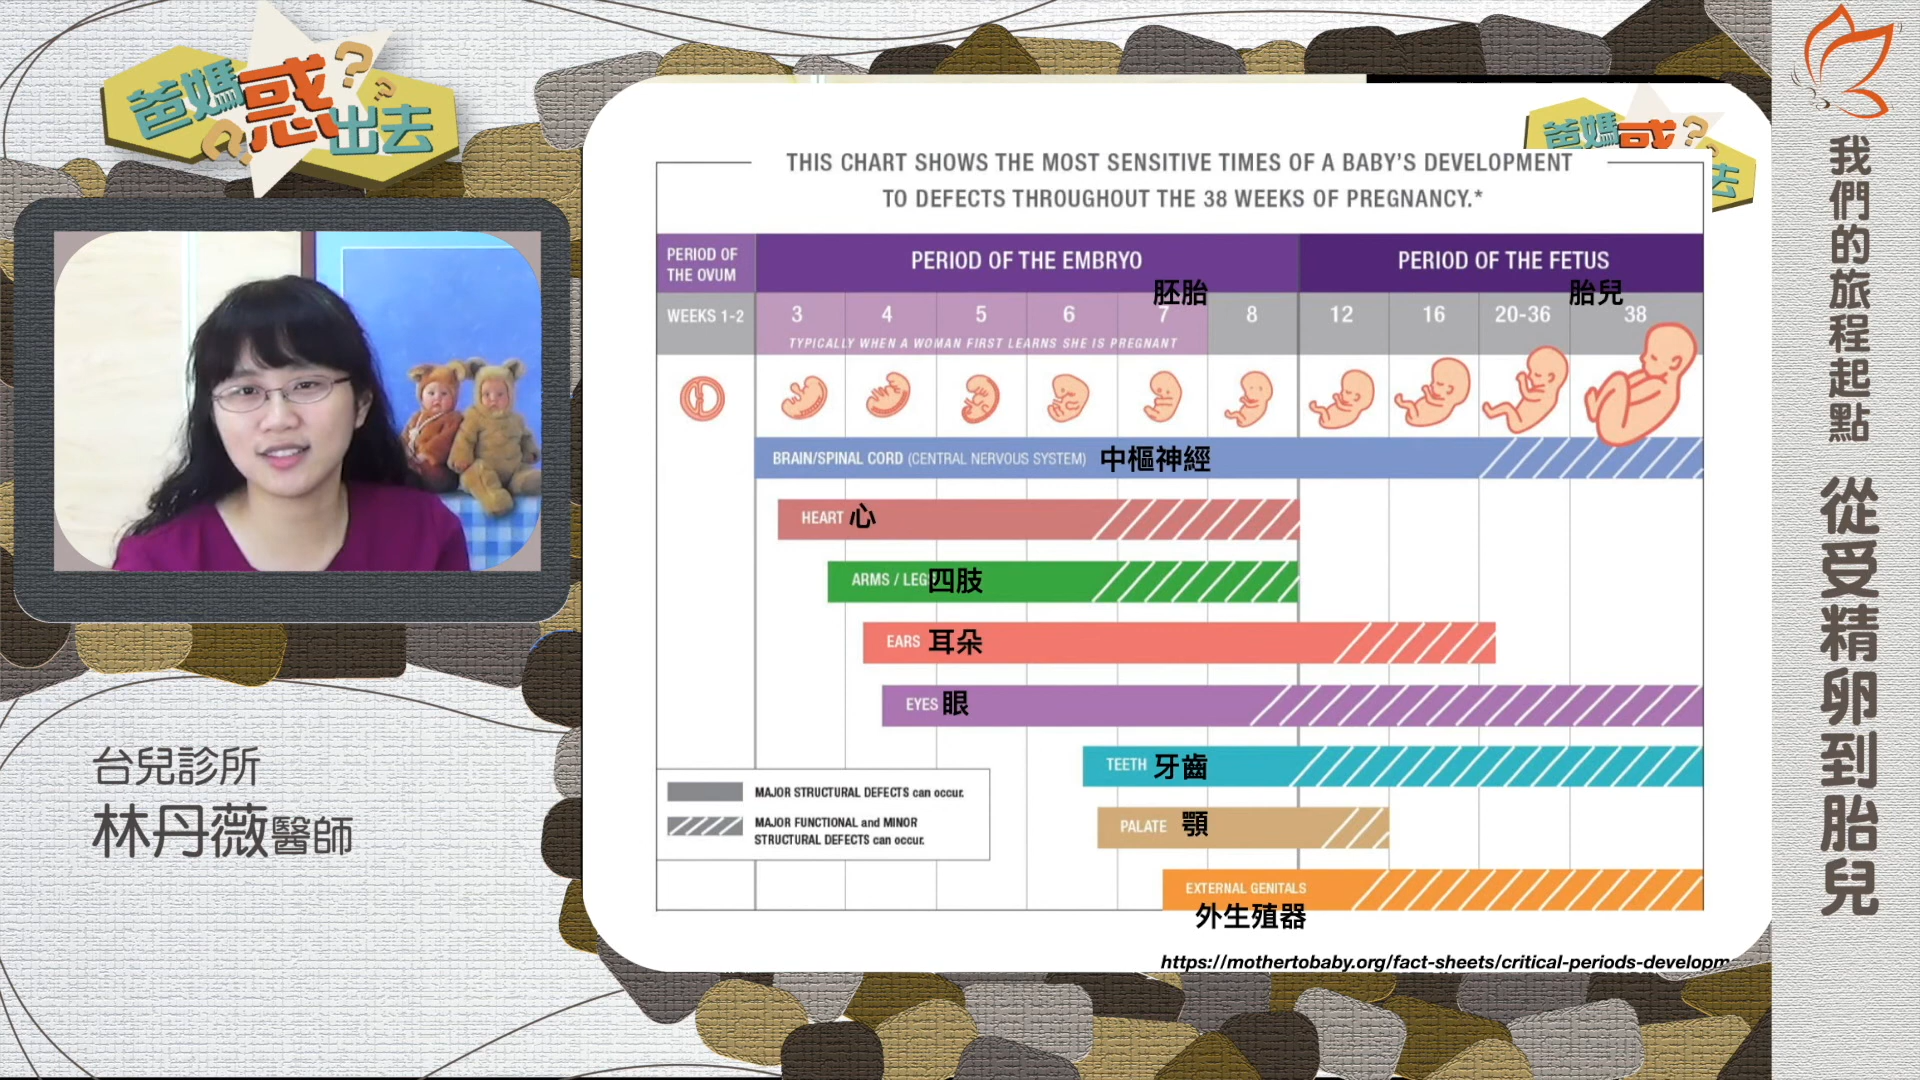 爸媽惑出去
??
?
台兒診所
林丹薇醫師
爸媽惑?
去
THIS CHART SHOWS THE MOST SENSITIVE TIMES OF A BABY'S DEVELOPMENT
TO DEFECTS THROUGHOUT THE 38 WEEKS OF PREGNANCY.*
PERIOD OF
THE OVUM
PERIOD OF THE EMBRYO
胚胎
PERIOD OF THE FETUS
胎兒
WEEKS 1-2 3 4 5 6 7 8 12 16 20-36 38
TYPICALLY WHEN A WOMAN FIRST LEARNS SHE IS PREGNANT
BRAIN/SPINAL CORD (CENTRAL NERVOUS SYSTEM) 中樞神經
HEART 心
ARMS / LEGS 四肢
EARS 耳朵
EYES 眼
TEETH 牙齒
PALATE 顎
EXTERNAL GENITALS
外生殖器
MAJOR STRUCTURAL DEFECTS can occur.
MAJOR FUNCTIONAL and MINOR
STRUCTURAL DEFECTS can occur.
https://mothertobaby.org/fact-sheets/critical-periods-developm
我們的旅程起點 從受精卵到胎兒